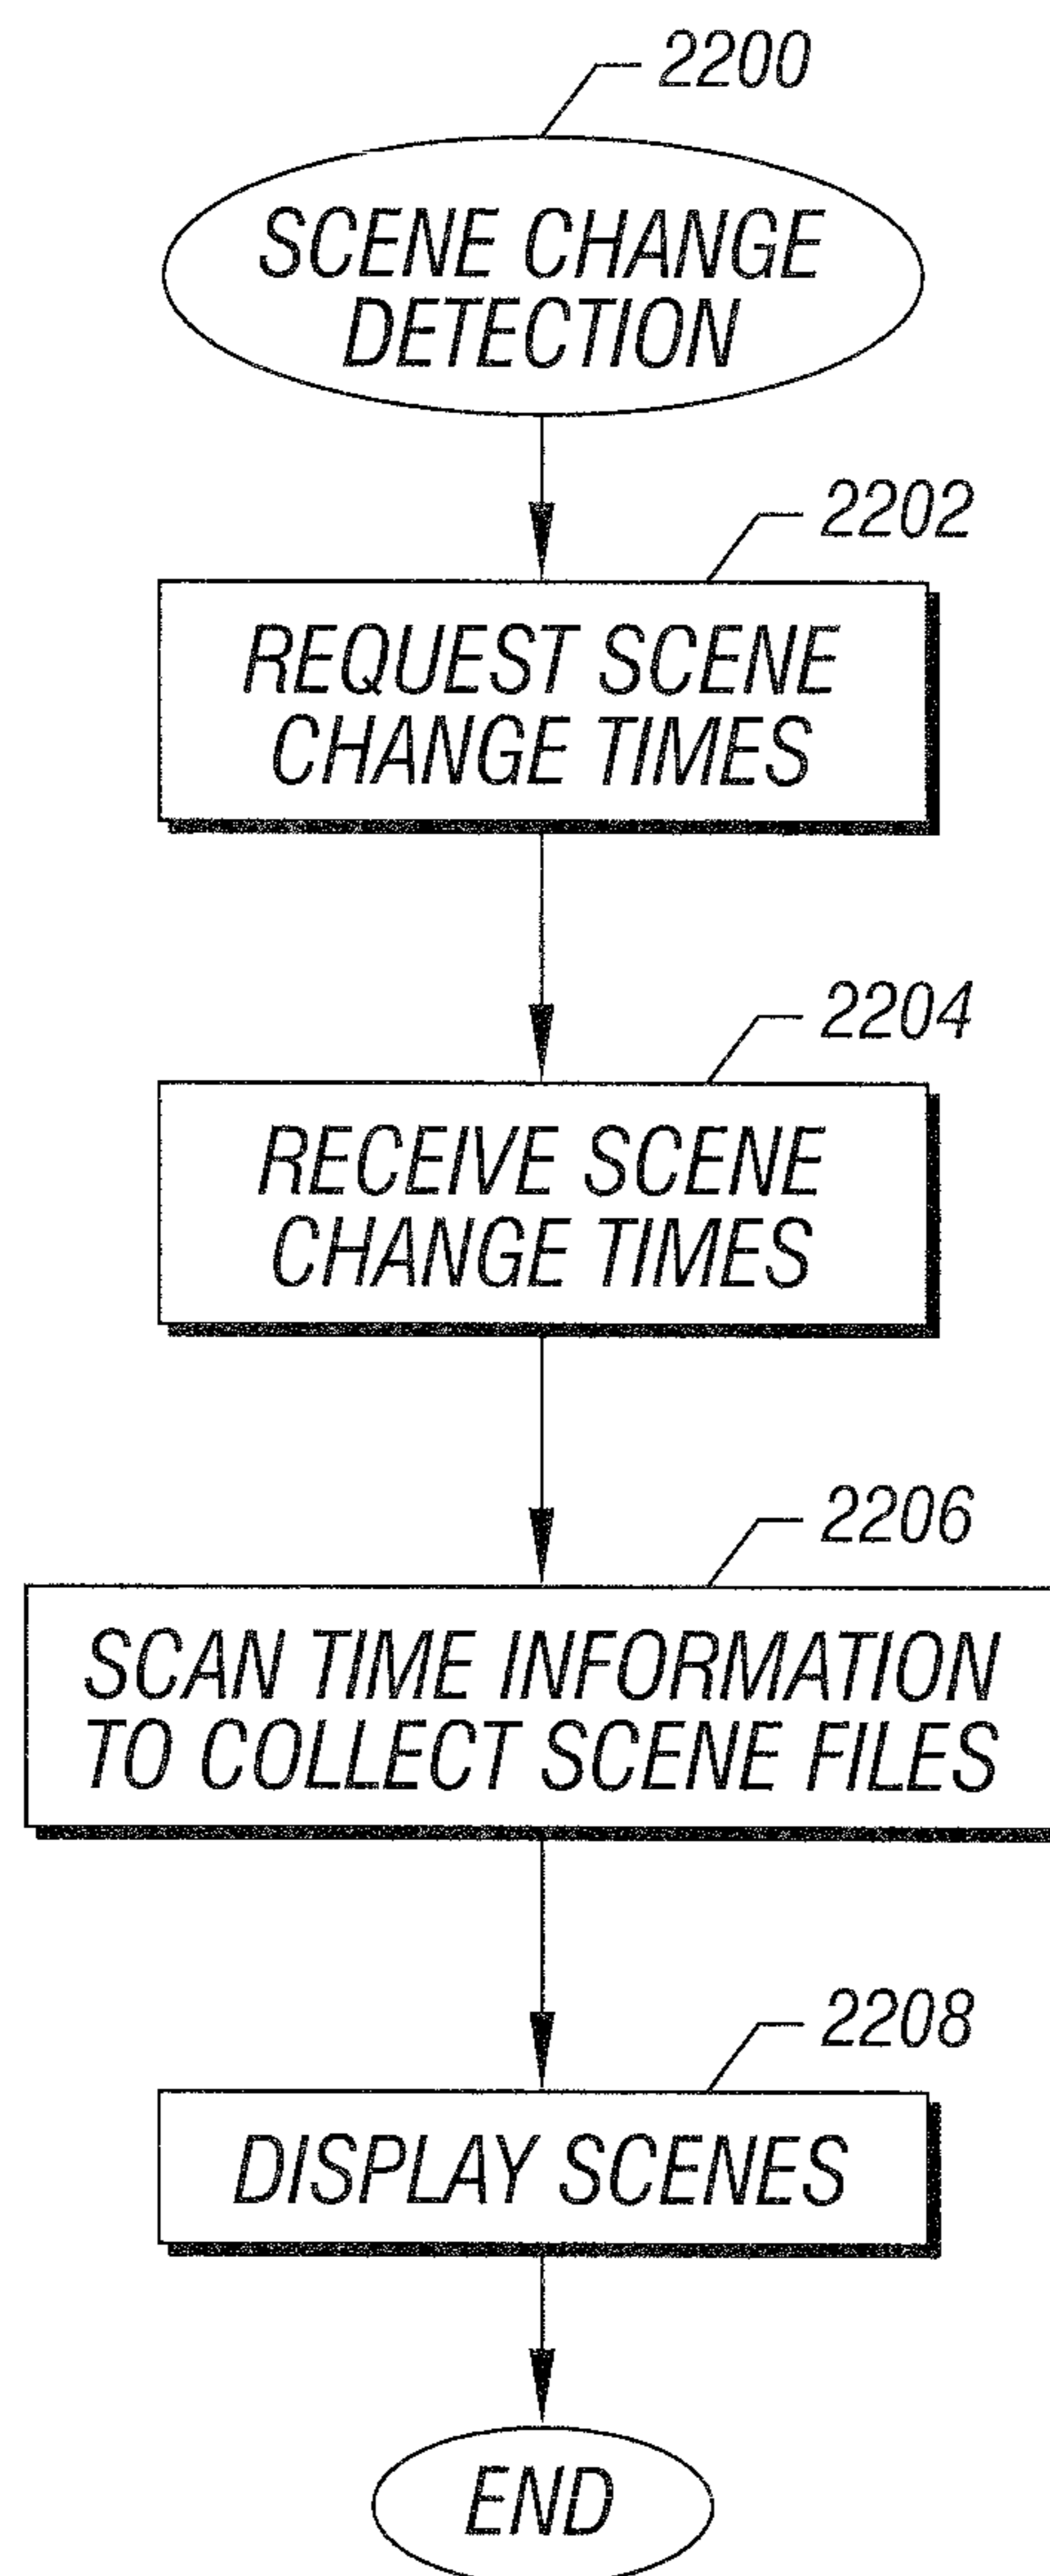 2200
SCENE CHANGE
DETECTION
2202
REQUEST SCENE
CHANGE TIMES
2204
RECEIVE SCENE
CHANGE TIMES
2206
SCAN TIME INFORMATION
TO COLLECT SCENE FILES
2208
DISPLAY SCENES
END